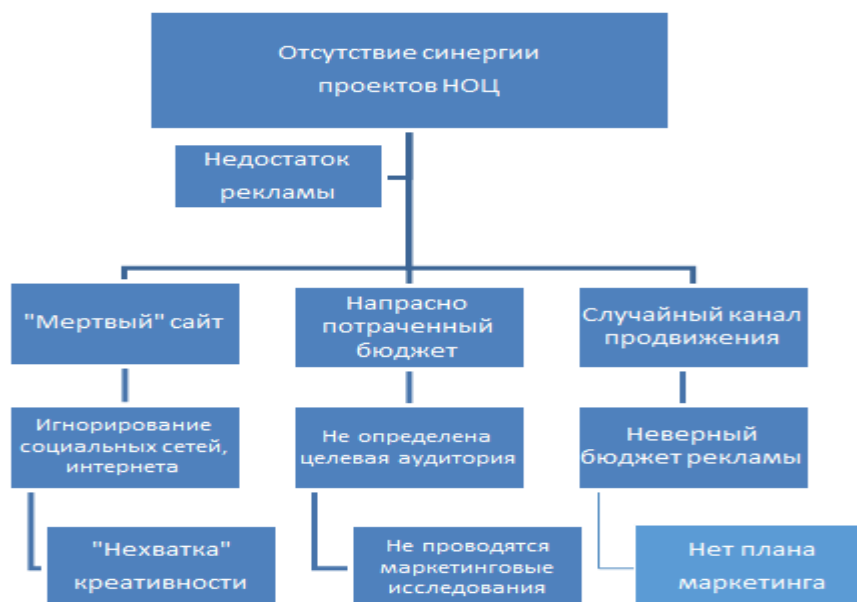 Отсутствие синергии
проектов НОЦ
Недостаток
рекламы
"Мертвый" сайт
Напрасно
потраченный
бюджет
Случайный канал
продвижения
Игнорирование
социальных сетей,
интернета
Не определена
целевая аудитория
Неверный
бюджет рекламы
"Нехватка"
креативности
Не проводятся
маркетинговые
исследования
Нет плана
маркетинга